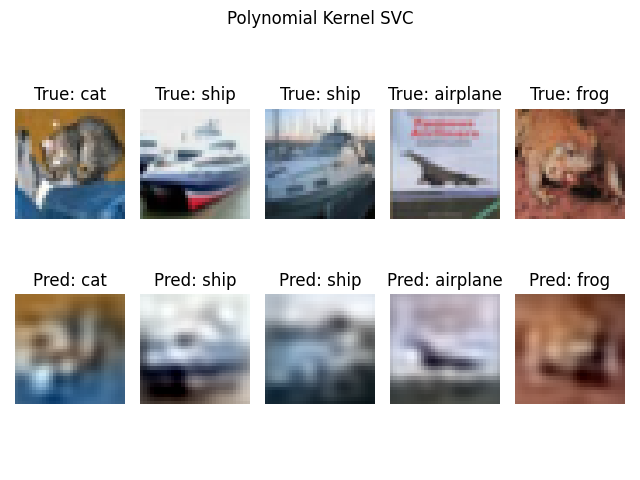 Polynomial Kernel SVC
True: cat
True: ship
True: ship
True: airplane
True: frog
Pred: cat
Pred: ship
Pred: ship
Pred: airplane
Pred: frog